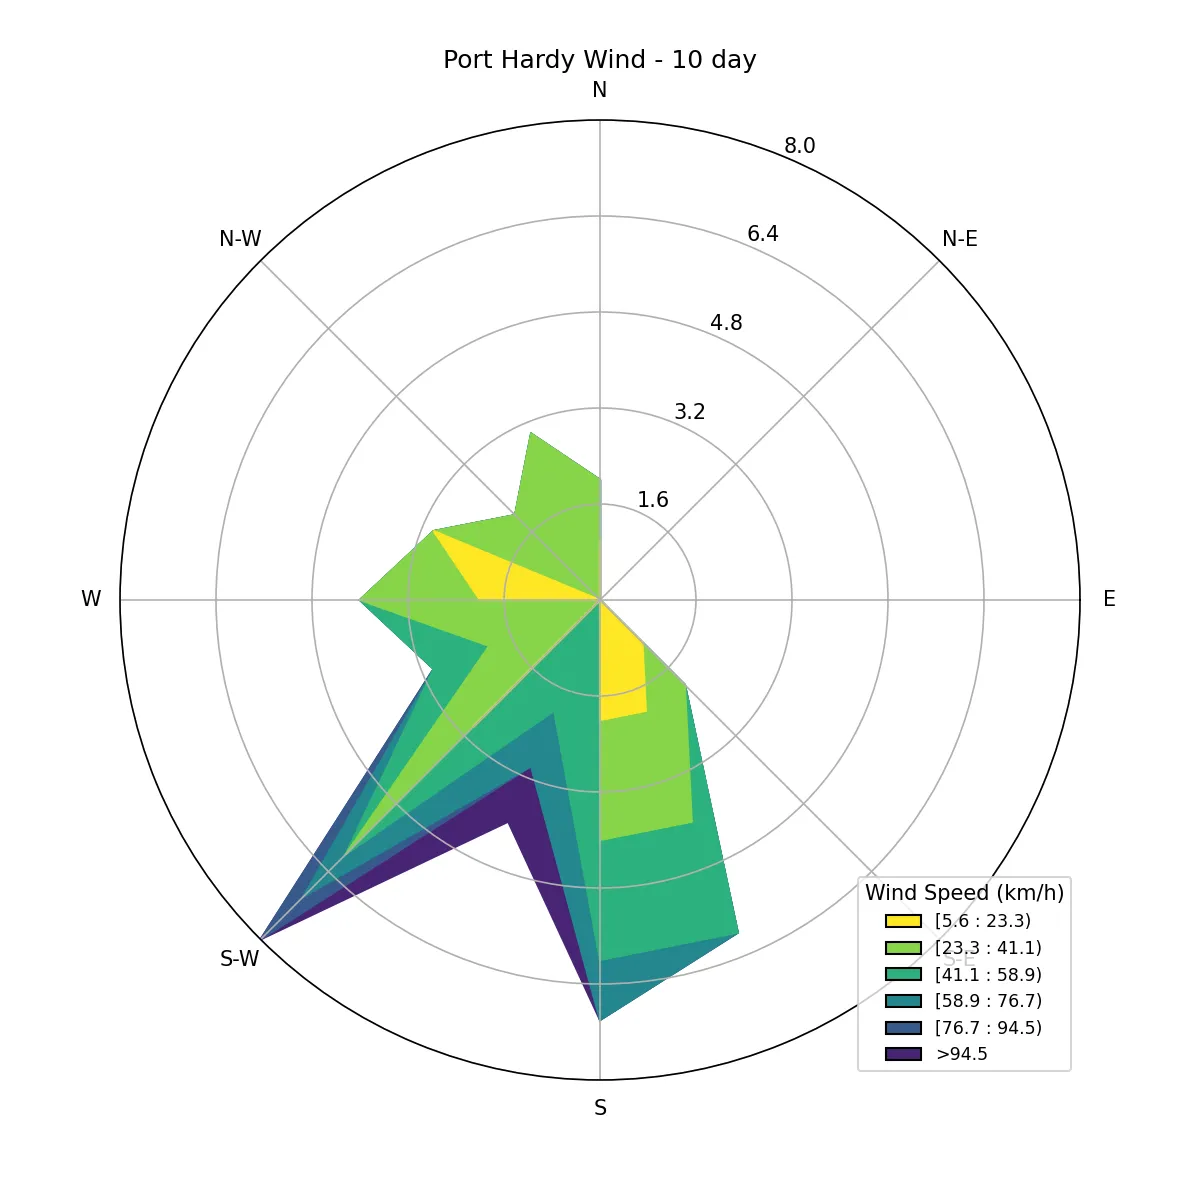 Port Hardy Wind - 10 day
N
8.0
N-W
6.4
N-E
4.8
3.2
1.6
W
E
S-W
S-E
S
Wind Speed (km/h)
[5.6 : 23.3)
[23.3 : 41.1)
[41.1 : 58.9)
[58.9 : 76.7)
[76.7 : 94.5)
>94.5